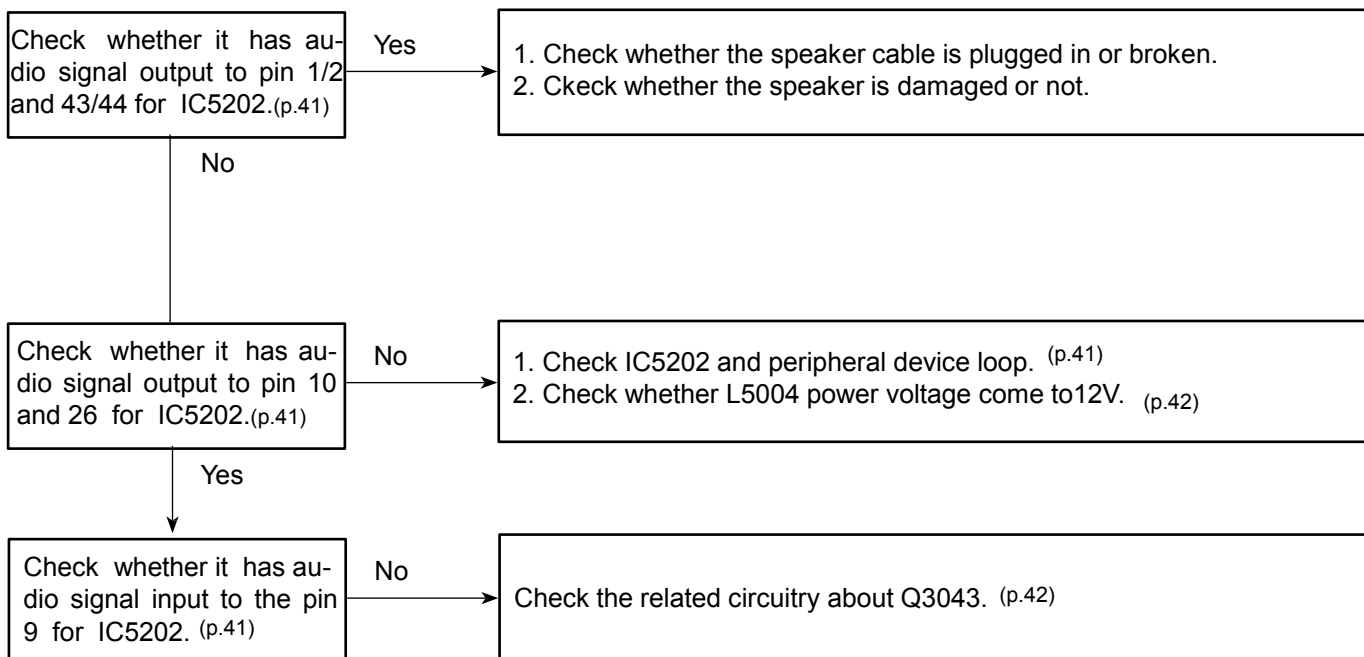 Check whether it has au-
dio signal output to pin 1/2
and 43/44 for IC5202.(p.41)
Yes
1. Check whether the speaker cable is plugged in or broken.
2. Ckeck whether the speaker is damaged or not.
No
Check whether it has au-
dio signal output to pin 10
and 26 for IC5202.(p.41)
No
1. Check IC5202 and peripheral device loop. (p.41)
2. Check whether L5004 power voltage come to12V. (p.42)
Yes
Check whether it has au-
dio signal input to the pin
9 for IC5202. (p.41)
No
Check the related circuitry about Q3043. (p.42)